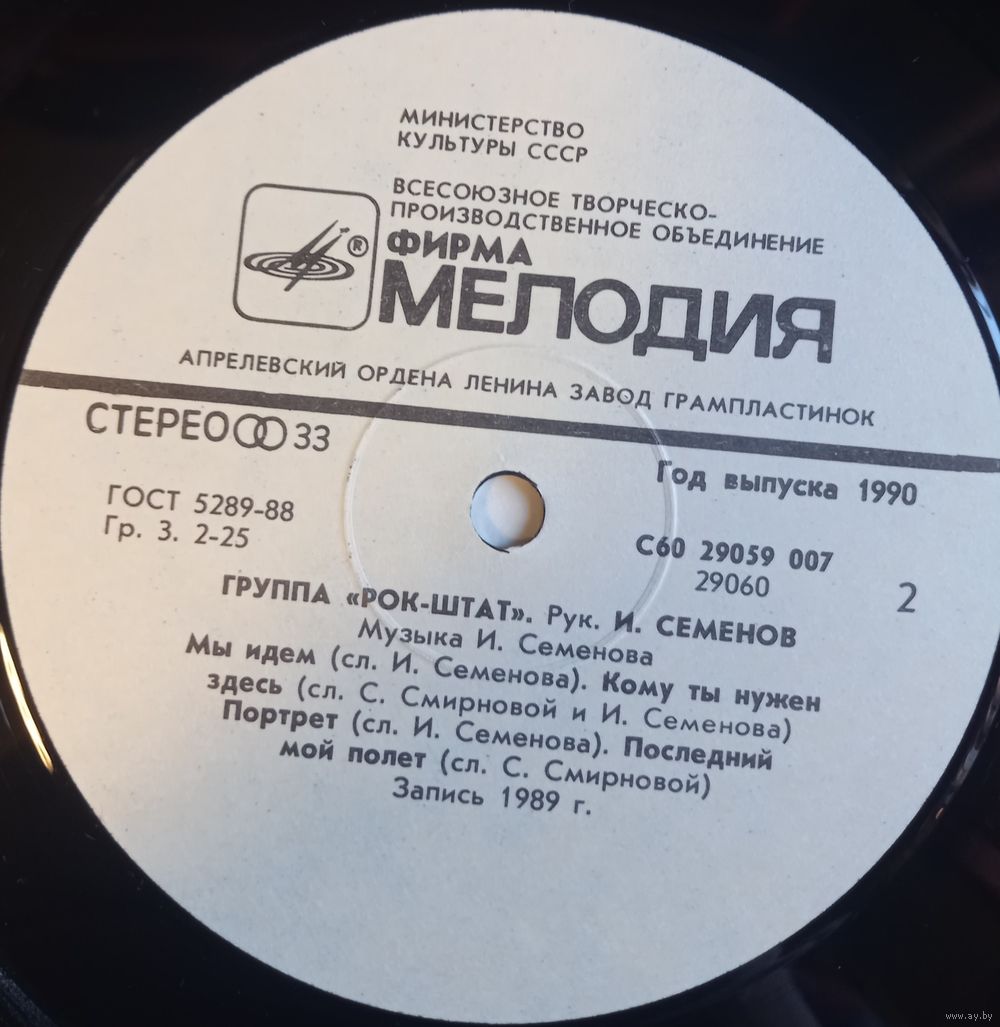 МИНИСТЕРСТВО
КУЛЬТУРЫ СССР
ВСЕСОЮЗНОЕ ТВОРЧЕСКО-
ПРОИЗВОДСТВЕННОЕ ОБЪЕДИНЕНИЕ
ФИРМА
МЕЛОДИЯ
®
АПРЕЛЕВСКИЙ ОРДЕНА ЛЕНИНА ЗАВОД ГРАМПЛАСТИНОК
СТЕРЕО 33
Год выпуска 1990
ГОСТ 5289-88
Гр. 3. 2-25
С60 29059 007
29060
2
ГРУППА «РОК-ШТАТ». Рук. И. СЕМЕНОВ
Музыка И. Семенова
Мы идем (сл. И. Семенова). Кому ты нужен
здесь (сл. С. Смирновой и И. Семенова)
Портрет (сл. И. Семенова). Последний
мой полет (сл. С. Смирновой)
Запись 1989 г.
www.ay.by